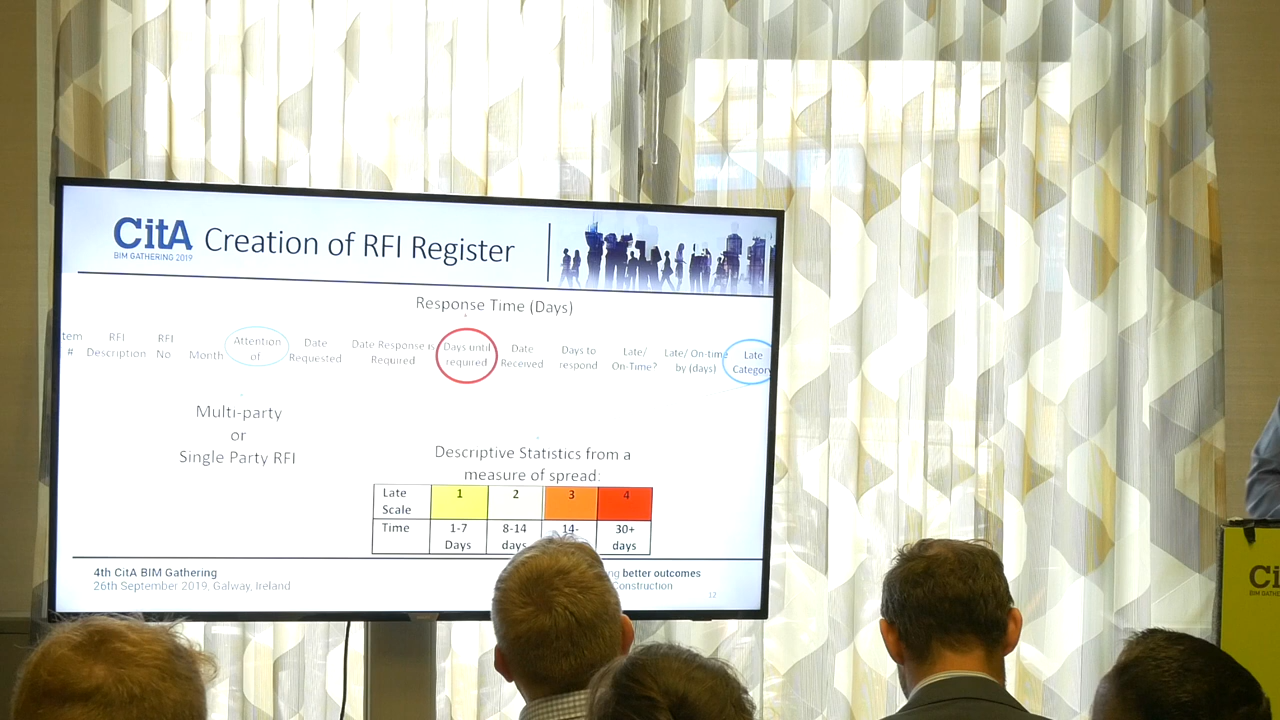 CitA
BIM GATHERING 2019
Creation of RFI Register
Response Time (Days)
tem
#
RFI
Description
RFI
No
Month
Attention
of
Date
Requested
Date Response is
Required
Days until
required
Date
Received
Days to
respond
Late/
On-Time?
Late/ On-time
by (days)
Late
Category
Multi-party
or
Single Party RFI
Descriptive Statistics from a
measure of spread:
Late
Scale
1
2
3
4
Time
1-7
Days
8-14
days
14-
30+
days
4th CitA BIM Gathering
26th September 2019, Galway, Ireland
better outcomes
Construction
12